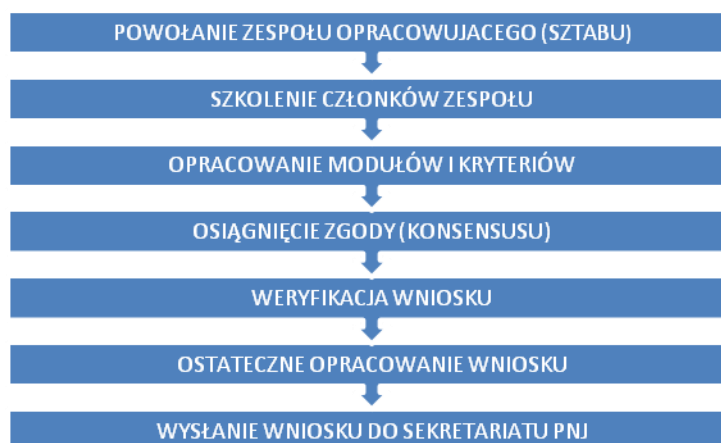 POWOŁANIE ZESPOŁU OPRACOWUJACEGO (SZTABU)
SZKOLENIE CZŁONKÓW ZESPOŁU
OPRACOWANIE MODUŁÓW I KRYTERIÓW
OSIĄGNIĘCIE ZGODY (KONSENSUSU)
WERYFIKACJA WNIOSKU
OSTATECZNE OPRACOWANIE WNIOSKU
WYSŁANIE WNIOSKU DO SEKRETARIATU PNJ